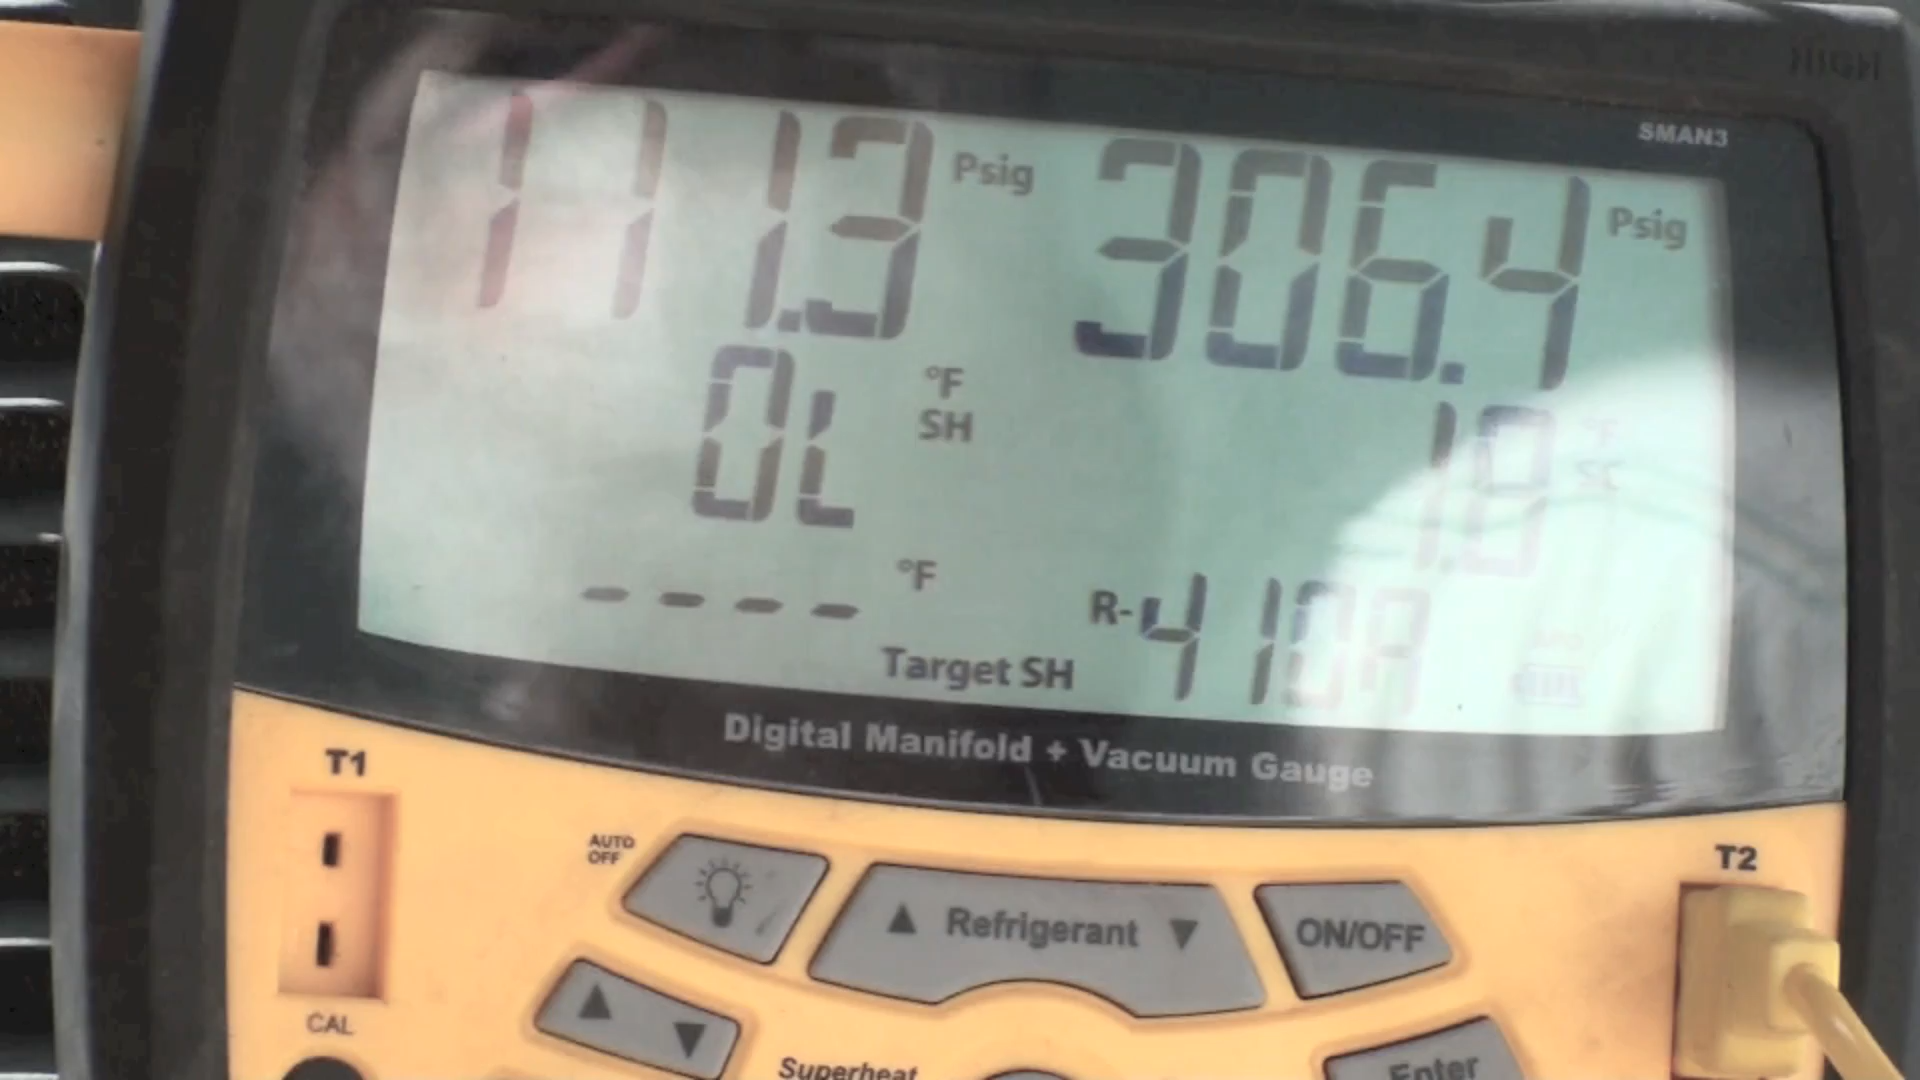 HIGH
SMAN3
111.3 Psig 306.4 Psig
OL °F SH
---- °F
Target SH R-410A
Digital Manifold + Vacuum Gauge
T1
T2
AUTO OFF
▲ Refrigerant ▼
ON/OFF
CAL
▲ ▼
Superheat
Enter